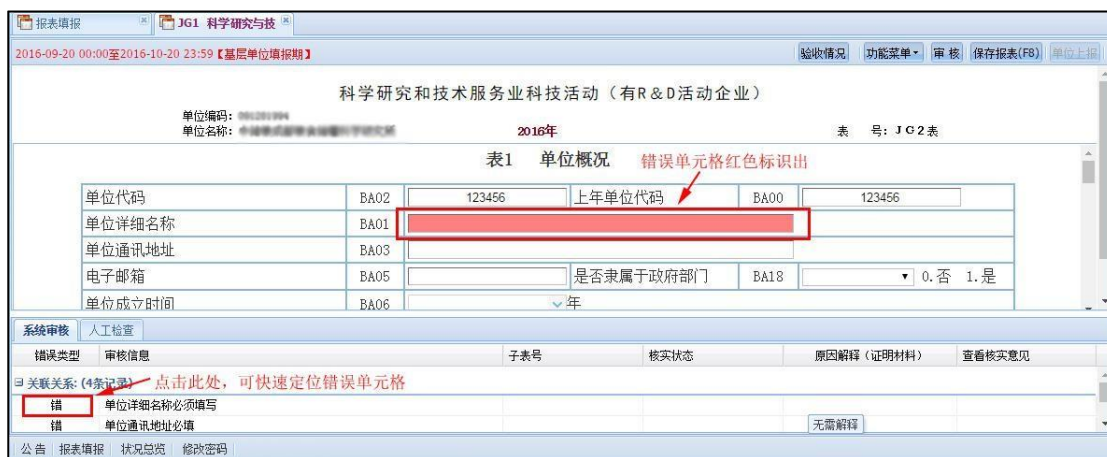 报表填报 JG1 科学研究与技
2016-09-20 00:00至2016-10-20 23:59【基层单位填报期】 验收情况 功能菜单 审 核 保存报表(F8) 单位上报
科学研究和技术服务业科技活动（有R&D活动企业）
单位编码：
单位名称： 2016年 表 号：JG2表
表1 单位概况 错误单元格红色标识出
单位代码 BA02 123456 上年单位代码 BA00 123456
单位详细名称 BA01
单位通讯地址 BA03
电子邮箱 BA05 是否隶属于政府部门 BA18 0.否 1.是
单位成立时间 BA06 年
系统审核 人工检查
错误类型 审核信息 子表号 核实状态 原因解释（证明材料） 查看核实意见
关联关系: (4条记录) 点击此处，可快速定位错误单元格
错 单位详细名称必须填写
错 单位通讯地址必填 无需解释
公告 报表填报 状况总览 修改密码